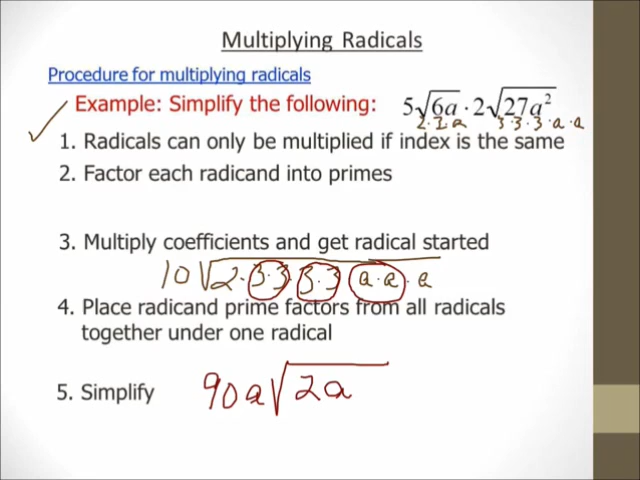 Multiplying Radicals
Procedure for multiplying radicals
Example: Simplify the following: 5√6a · 2√27a²
2·3·a 3·3·3·a·a
1. Radicals can only be multiplied if index is the same
2. Factor each radicand into primes
3. Multiply coefficients and get radical started
10√2·3·3·3·3·a·a·a
4. Place radicand prime factors from all radicals
together under one radical
5. Simplify 90a√2a